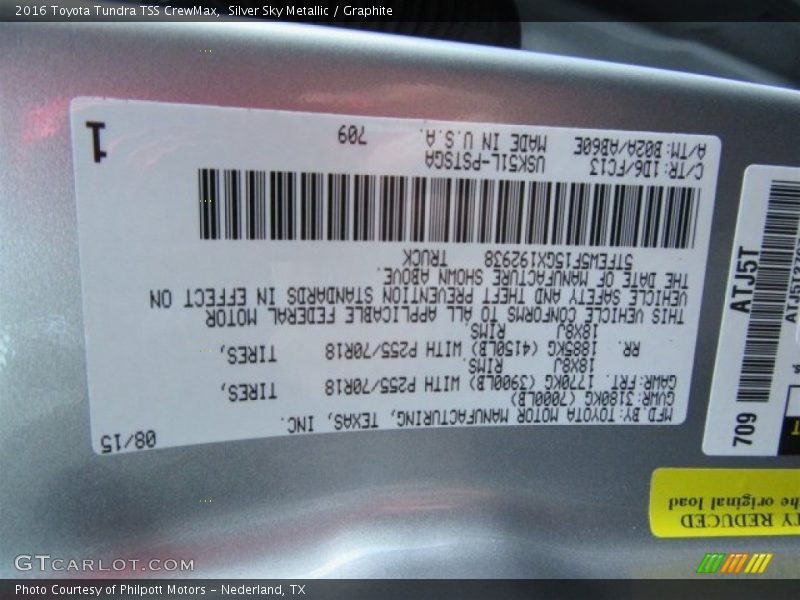 2016 Toyota Tundra TSS CrewMax, Silver Sky Metallic / Graphite
MFD.BY: TOYOTA MOTOR MANUFACTURING, TEXAS, INC. 08/15
GVWR: 3180KG (7000LB)
GAWR: FRT. 1770KG (3900LB) WITH P255/70R18 TIRES,
18X8J RIMS.
RR. 1885KG (4150LB) WITH P255/70R18 TIRES,
18X8J RIMS
THIS VEHICLE CONFORMS TO ALL APPLICABLE FEDERAL MOTOR
VEHICLE SAFETY AND THEFT PREVENTION STANDARDS IN EFFECT ON
THE DATE OF MANUFACTURE SHOWN ABOVE.
5TFEW5F15GX192938 TRUCK
C/TR: 1D6/FC13 USK51L-PSTSGA
A/TM: B02A/AB60E MADE IN U.S.A. 709
1
ATJ5T
709
TY REDUCED
he original load
GTCARLOT.COM
Photo Courtesy of Philpott Motors - Nederland, TX